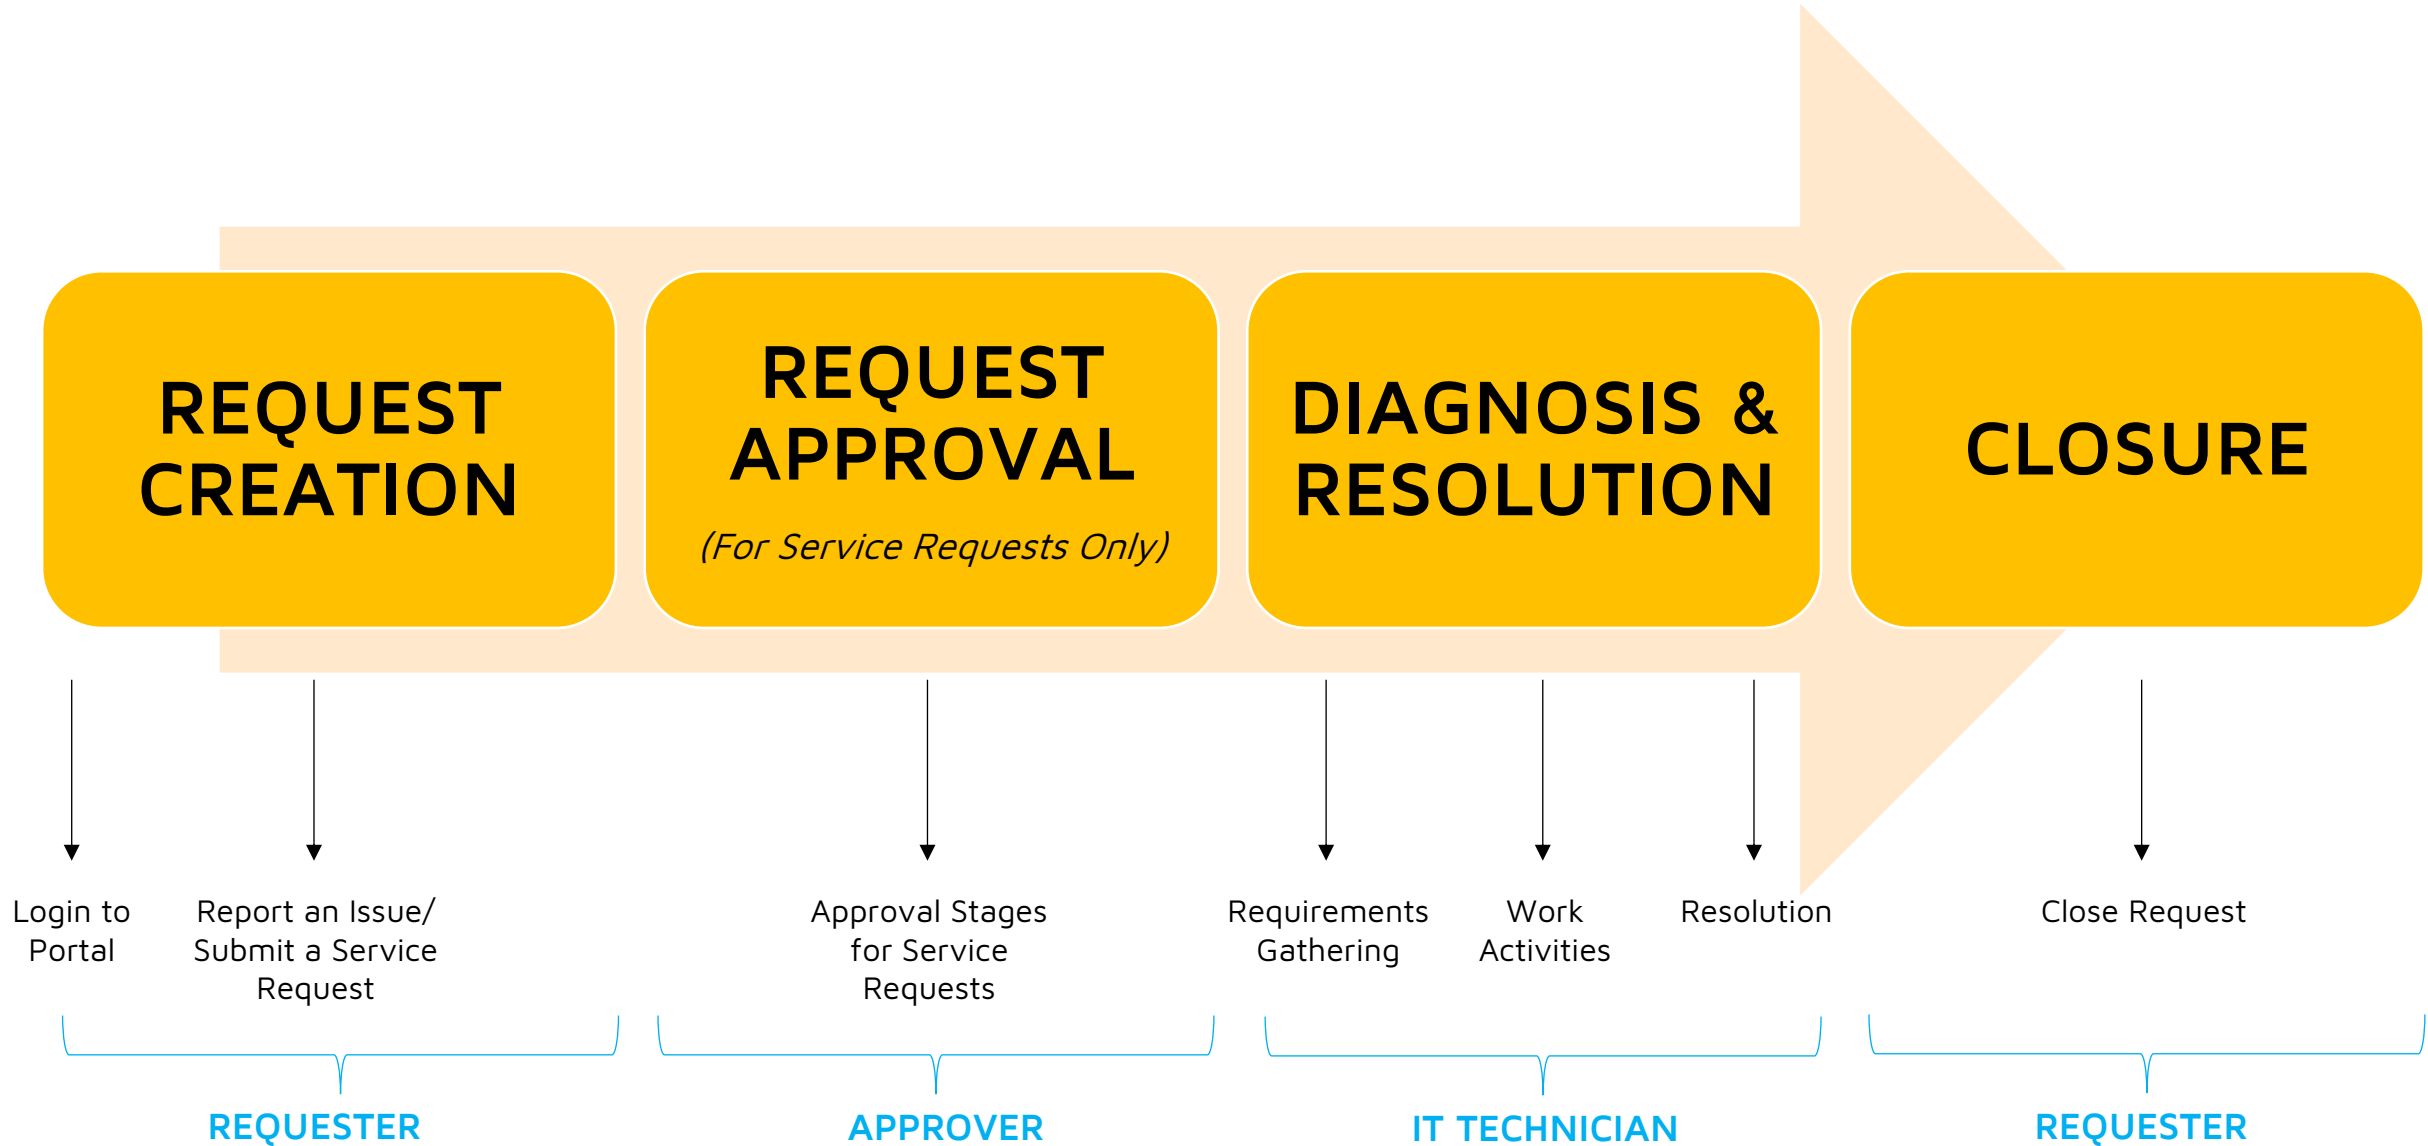 REQUEST
CREATION
REQUEST
APPROVAL
(For Service Requests Only)
DIAGNOSIS &
RESOLUTION
CLOSURE
Login to
Portal
Report an Issue/
Submit a Service
Request
Approval Stages
for Service
Requests
Requirements
Gathering
Work
Activities
Resolution
Close Request
REQUESTER
APPROVER
IT TECHNICIAN
REQUESTER